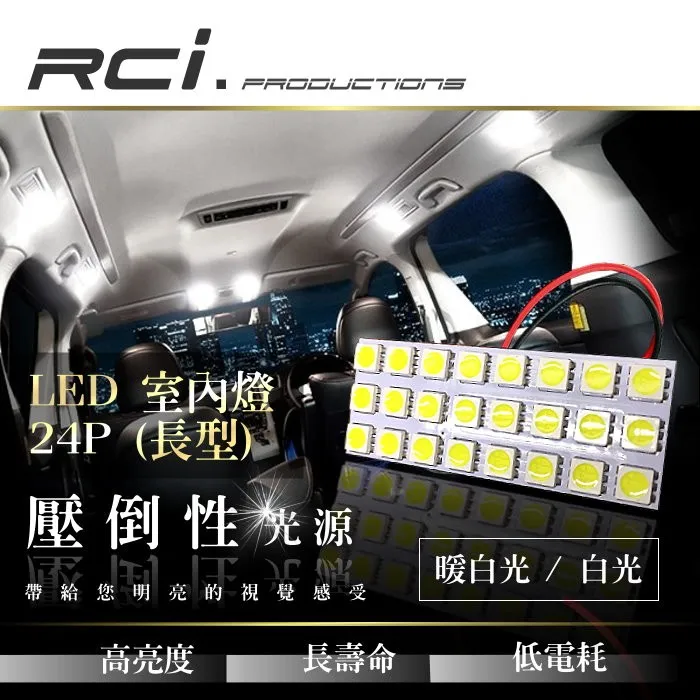 RCi. PRODUCTIONS
LED 室內燈
24P (長型)
壓倒性光源
帶給您明亮的視覺感受
暖白光 / 白光
高亮度 長壽命 低電耗